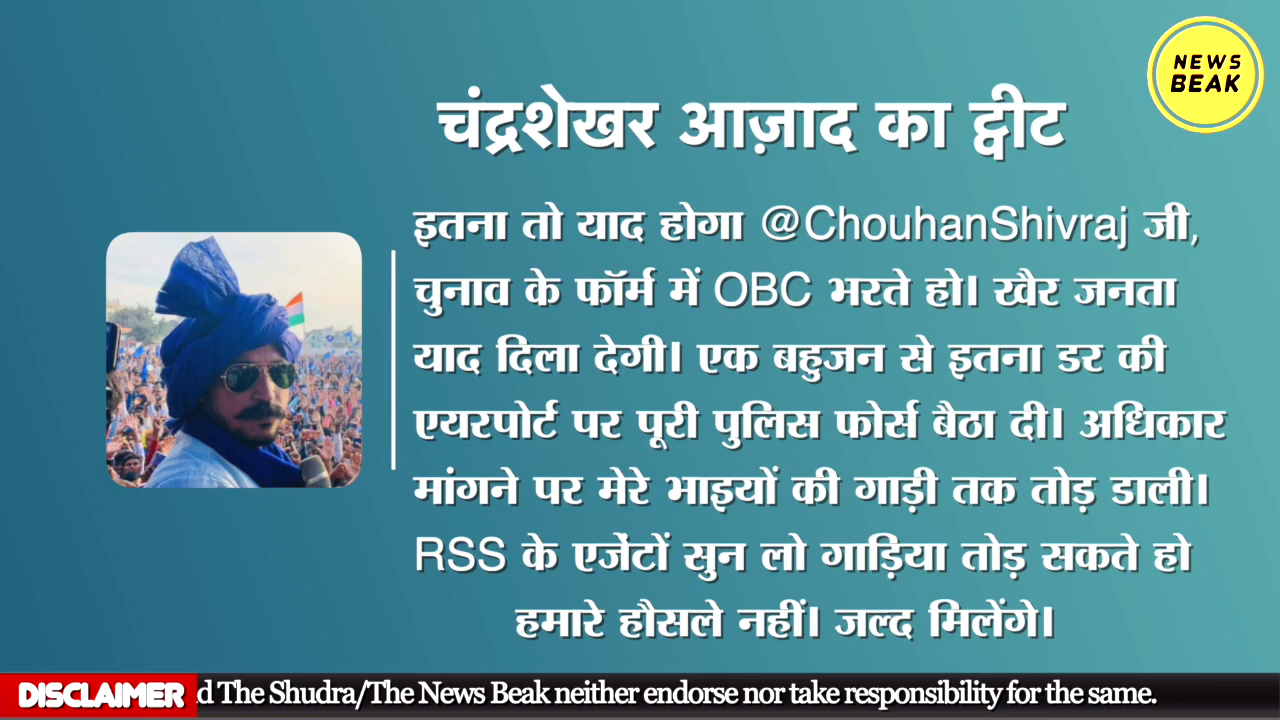 NEWS
BEAK
चंद्रशेखर आज़ाद का ट्वीट
इतना तो याद होगा @ChouhanShivraj जी,
चुनाव के फॉर्म में OBC भरते हो। खैर जनता
याद दिला देगी। एक बहुजन से इतना डर की
एयरपोर्ट पर पूरी पुलिस फोर्स बैठा दी। अधिकार
मांगने पर मेरे भाइयों की गाड़ी तक तोड़ डाली।
RSS के एजेंटों सुन लो गाड़िया तोड़ सकते हो
हमारे हौसले नहीं। जल्द मिलेंगे।
DISCLAIMER d The Shudra/The News Beak neither endorse nor take responsibility for the same.